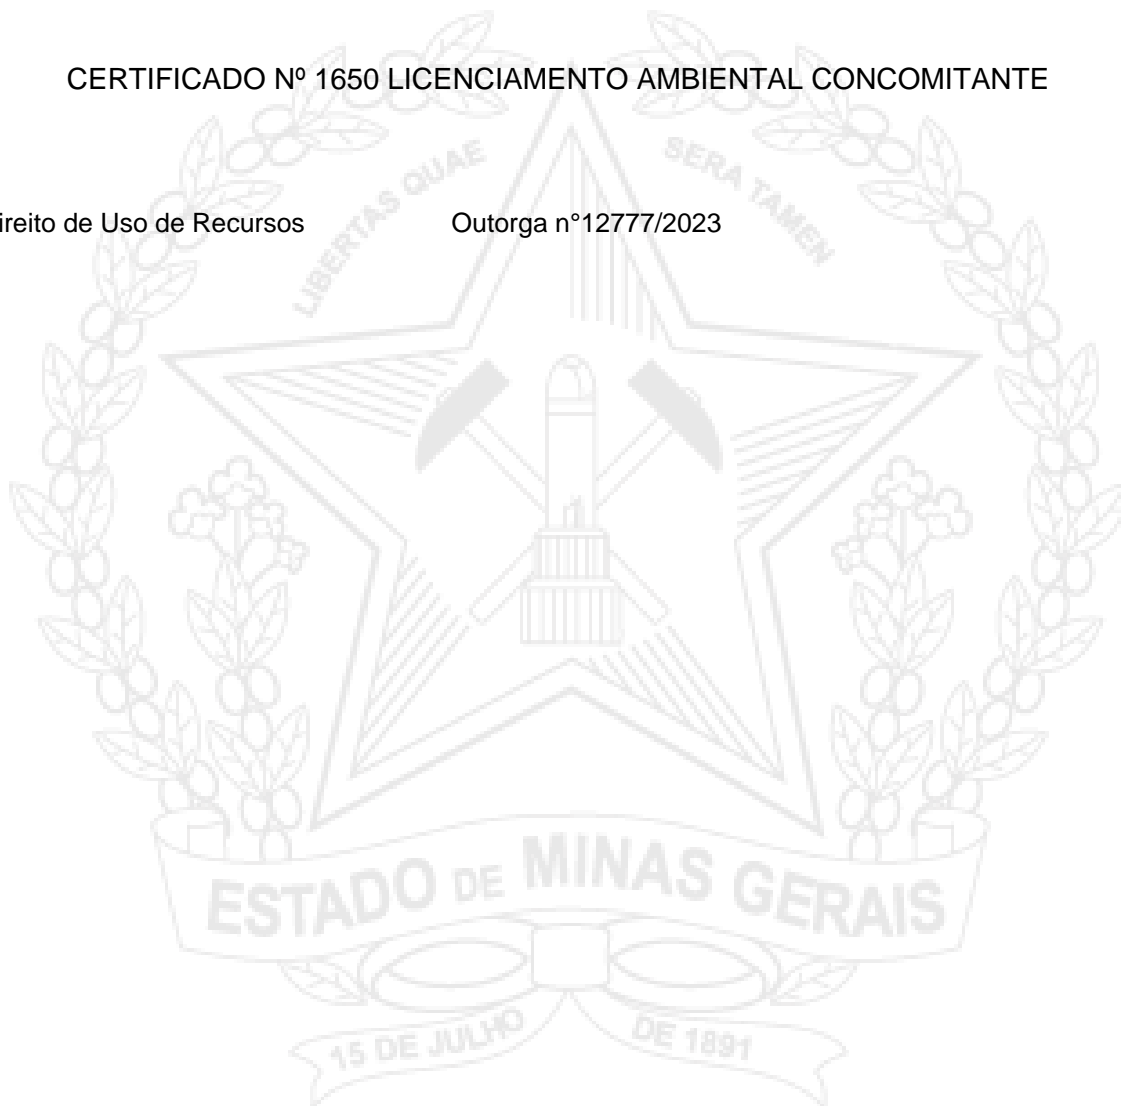 CERTIFICADO Nº 1650 LICENCIAMENTO AMBIENTAL CONCOMITANTE
LIBERTAS QUAE SERA TAMEN
ireito de Uso de Recursos Outorga n°12777/2023
ESTADO DE MINAS GERAIS
15 DE JULHO DE 1891